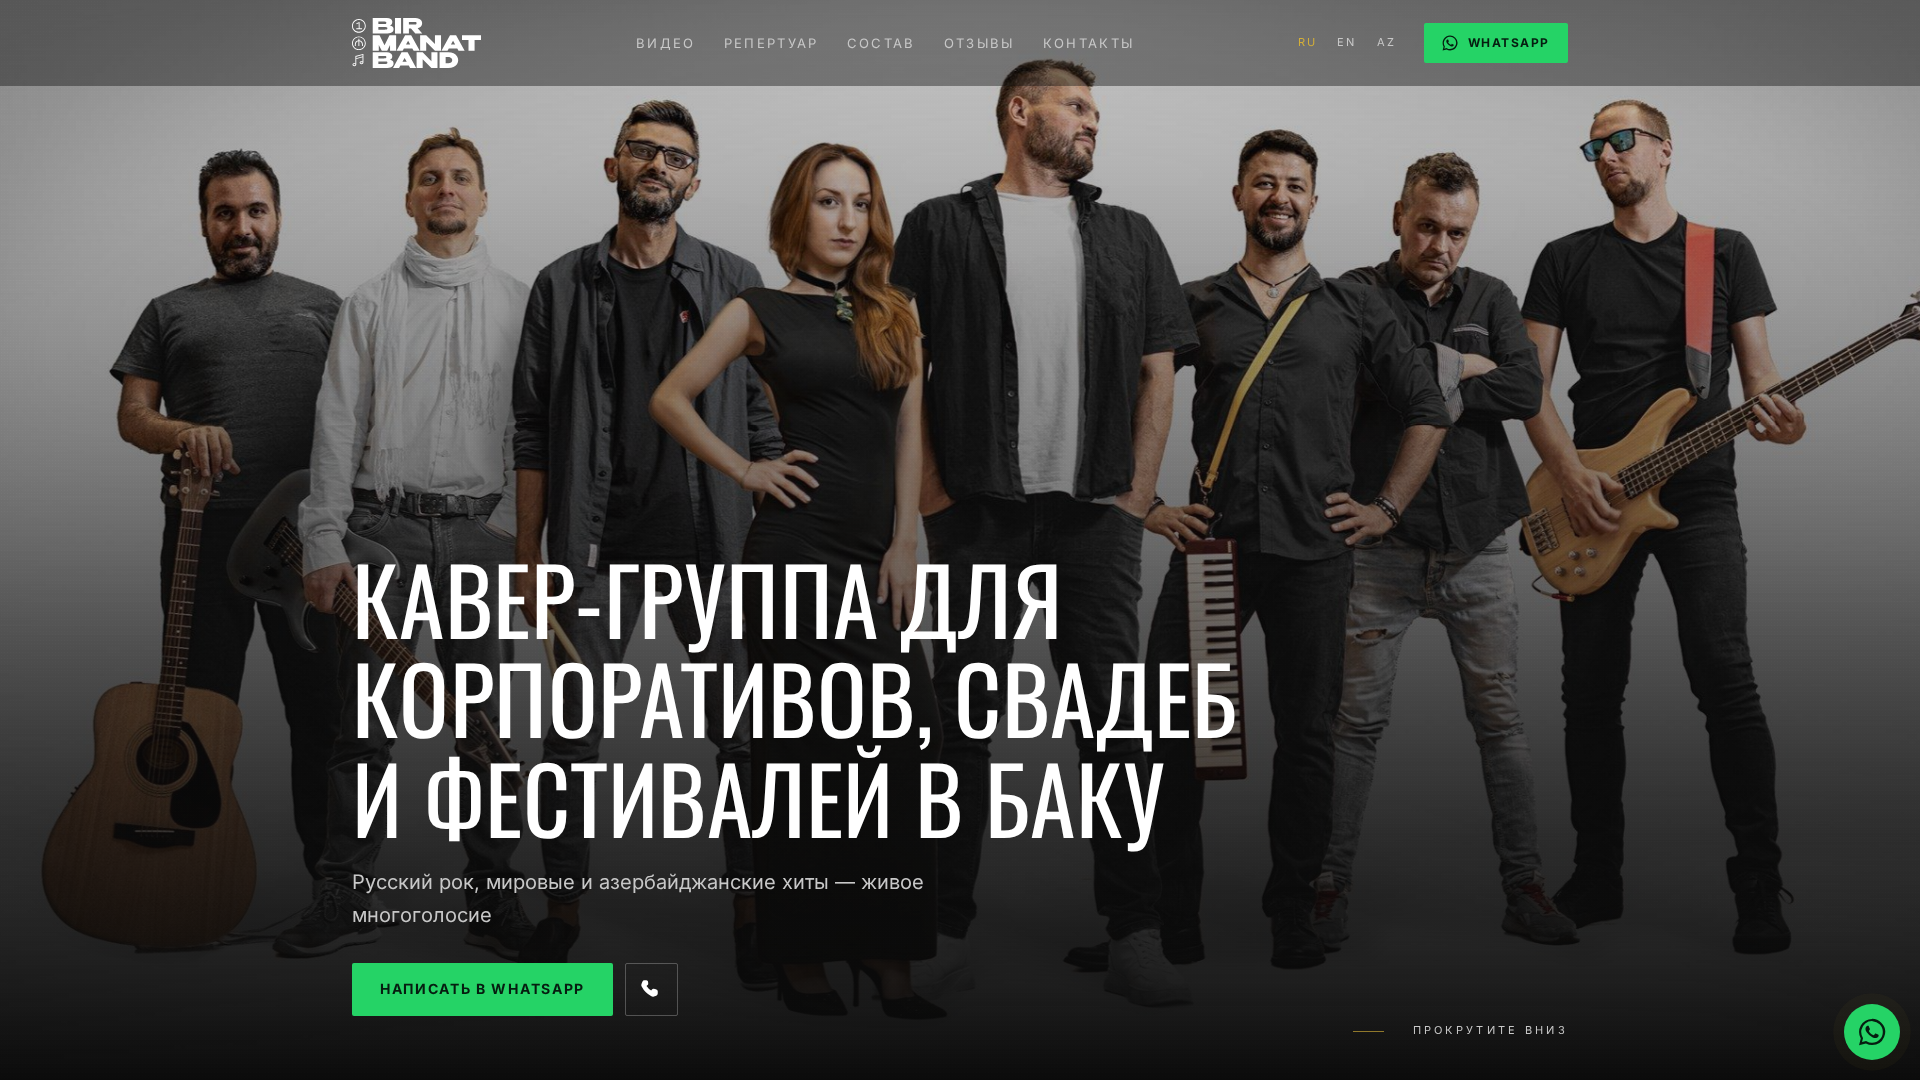 BIR
MANAT
BAND
ВИДЕО РЕПЕРТУАР СОСТАВ ОТЗЫВЫ КОНТАКТЫ
RU EN AZ
WHATSAPP
КАВЕР-ГРУППА ДЛЯ
КОРПОРАТИВОВ, СВАДЕБ
И ФЕСТИВАЛЕЙ В БАКУ
Русский рок, мировые и азербайджанские хиты — живое
многоголосие
НАПИСАТЬ В WHATSAPP
ПРОКРУТИТЕ ВНИЗ